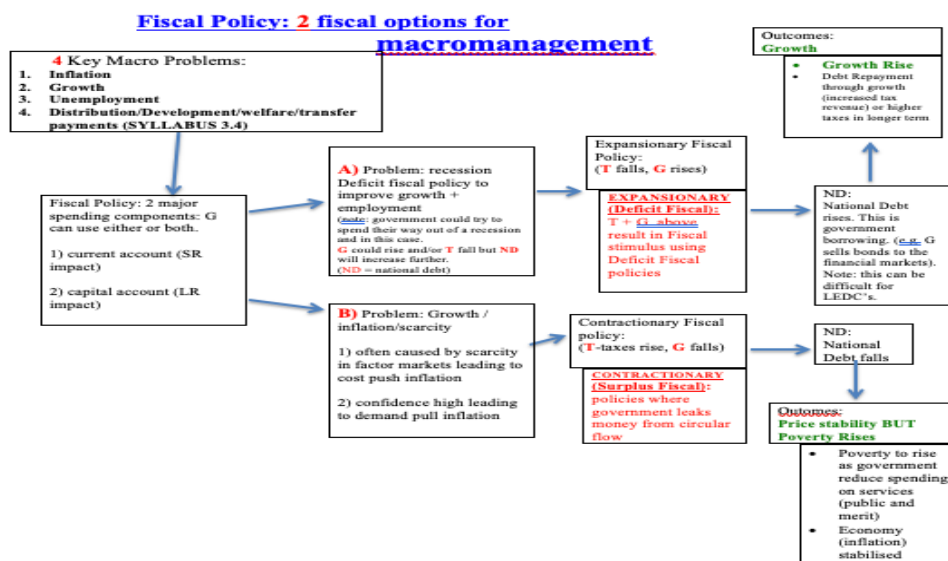 Fiscal Policy: 2 fiscal options for
macromanagement
4 Key Macro Problems:
1. Inflation
2. Growth
3. Unemployment
4. Distribution/Development/welfare/transfer
payments (SYLLABUS 3.4)
Fiscal Policy: 2 major
spending components: G
can use either or both.
1) current account (SR
impact)
2) capital account (LR
impact)
A) Problem: recession
Deficit fiscal policy to
improve growth +
employment
(note: government could try to
spend their way out of a recession
and in this case.
G could rise and/or T fall but ND
will increase further.
(ND = national debt)
B) Problem: Growth /
inflation/scarcity
1) often caused by scarcity
in factor markets leading to
cost push inflation
2) confidence high leading
to demand pull inflation
Expansionary Fiscal
Policy:
(T falls, G rises)
EXPANSIONARY
(Deficit Fiscal):
T + G above
result in Fiscal
stimulus using
Deficit Fiscal
policies
Contractionary Fiscal
policy:
(T-taxes rise, G falls)
CONTRACTIONARY
(Surplus Fiscal):
policies where
government leaks
money from circular
flow
Outcomes:
Growth
• Growth Rise
• Debt Repayment
through growth
(increased tax
revenue) or higher
taxes in longer term
ND:
National Debt
rises. This is
government
borrowing. (e.g. G
sells bonds to the
financial markets).
Note: this can be
difficult for
LEDC's.
ND:
National
Debt falls
Outomes:
Price stability BUT
Poverty Rises
• Poverty to rise
as government
reduce spending
on services
(public and
merit)
• Economy
(inflation)
stabilised